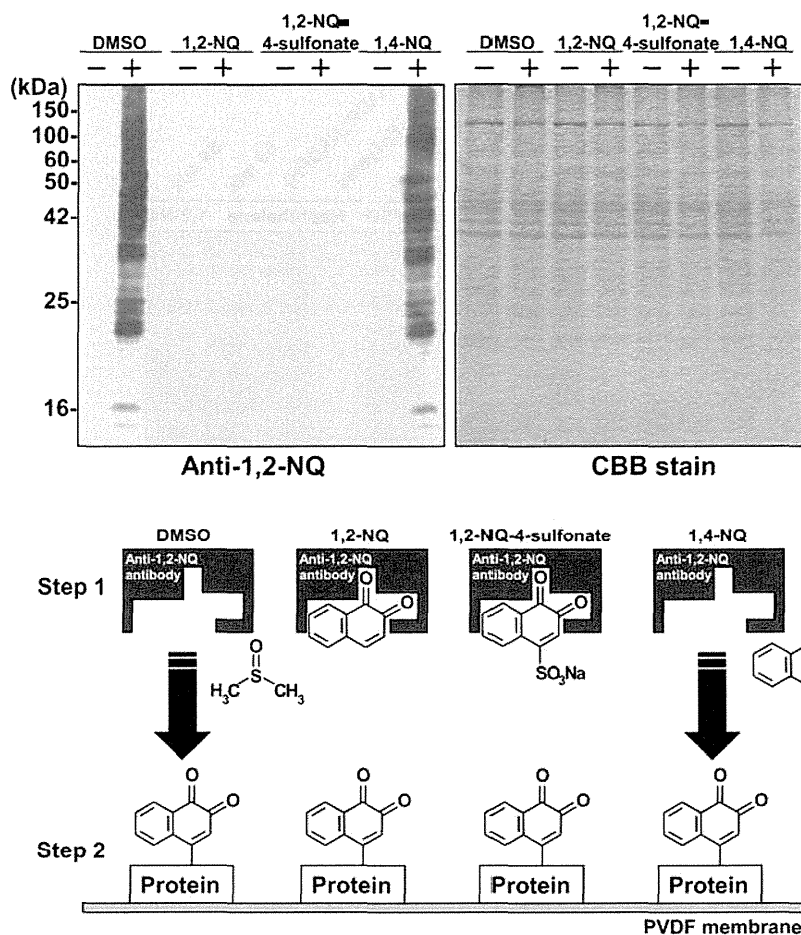 1,2-NQ-
DMSO 1,2-NQ 4-sulfonate 1,4-NQ
− + − + − + − +
1,2-NQ-
DMSO 1,2-NQ 4-sulfonate 1,4-NQ
− + − + − + − +
(kDa)
150-
100-
60-
50-
42-
25-
16-
Anti-1,2-NQ
CBB stain
DMSO 1,2-NQ 1,2-NQ-4-sulfonate 1,4-NQ
Step 1
Anti-1,2-NQ
antibody
Anti-1,2-NQ
antibody
Anti-1,2-NQ
antibody
Anti-1,2-NQ
antibody
O
O
O
O
SO3Na
O
S
H3C CH3
O
O
O
O
O
O
O
O
Step 2
Protein Protein Protein Protein
PVDF membrane